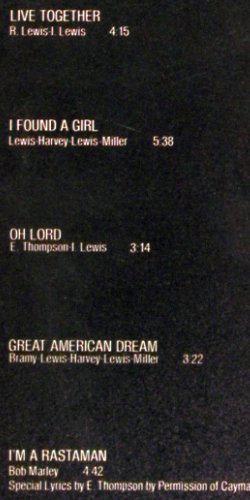 LIVE TOGETHER
R. Lewis-I. Lewis 4:15
I FOUND A GIRL
Lewis-Harvey-Lewis-Miller 5:38
OH LORD
E. Thompson-I. Lewis 3:14
GREAT AMERICAN DREAM
Bramy-Lewis-Harvey-Lewis-Miller 3:22
I'M A RASTAMAN
Bob Marley 4:42
Special Lyrics by E. Thompson by Permission of Cayma